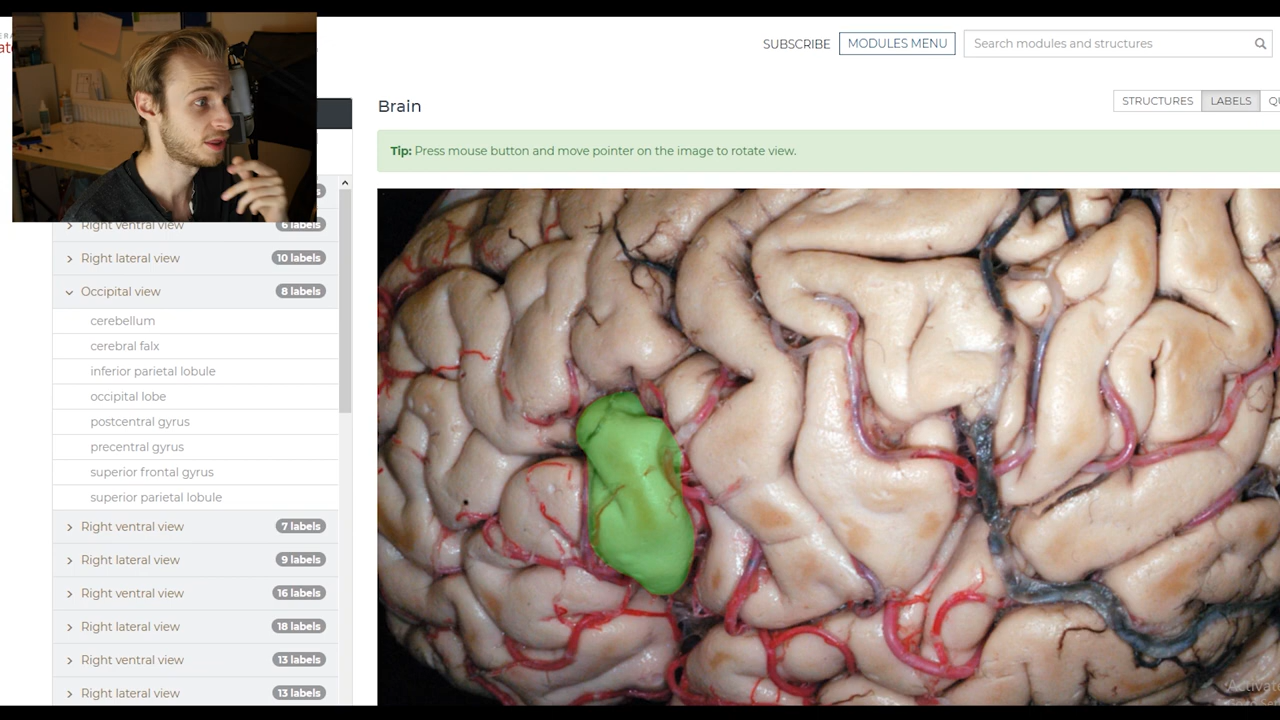 SUBSCRIBE
MODULES MENU
Search modules and structures
Brain
STRUCTURES
LABELS
Tip: Press mouse button and move pointer on the image to rotate view.
Right ventral view
6 labels
Right lateral view
10 labels
Occipital view
8 labels
cerebellum
cerebral falx
inferior parietal lobule
occipital lobe
postcentral gyrus
precentral gyrus
superior frontal gyrus
superior parietal lobule
Right ventral view
7 labels
Right lateral view
9 labels
Right ventral view
16 labels
Right lateral view
18 labels
Right ventral view
13 labels
Right lateral view
13 labels